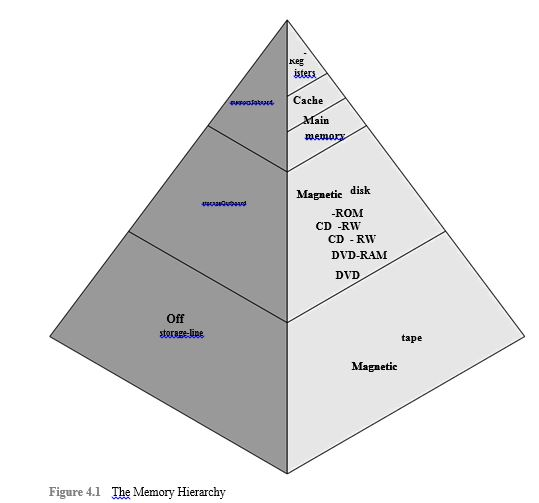 Reg
isters
Cache
Main
memory
Magnetic disk
-ROM
CD -RW
CD - RW
DVD-RAM
DVD
Off
storage-line
tape
Magnetic
Figure 4.1 The Memory Hierarchy